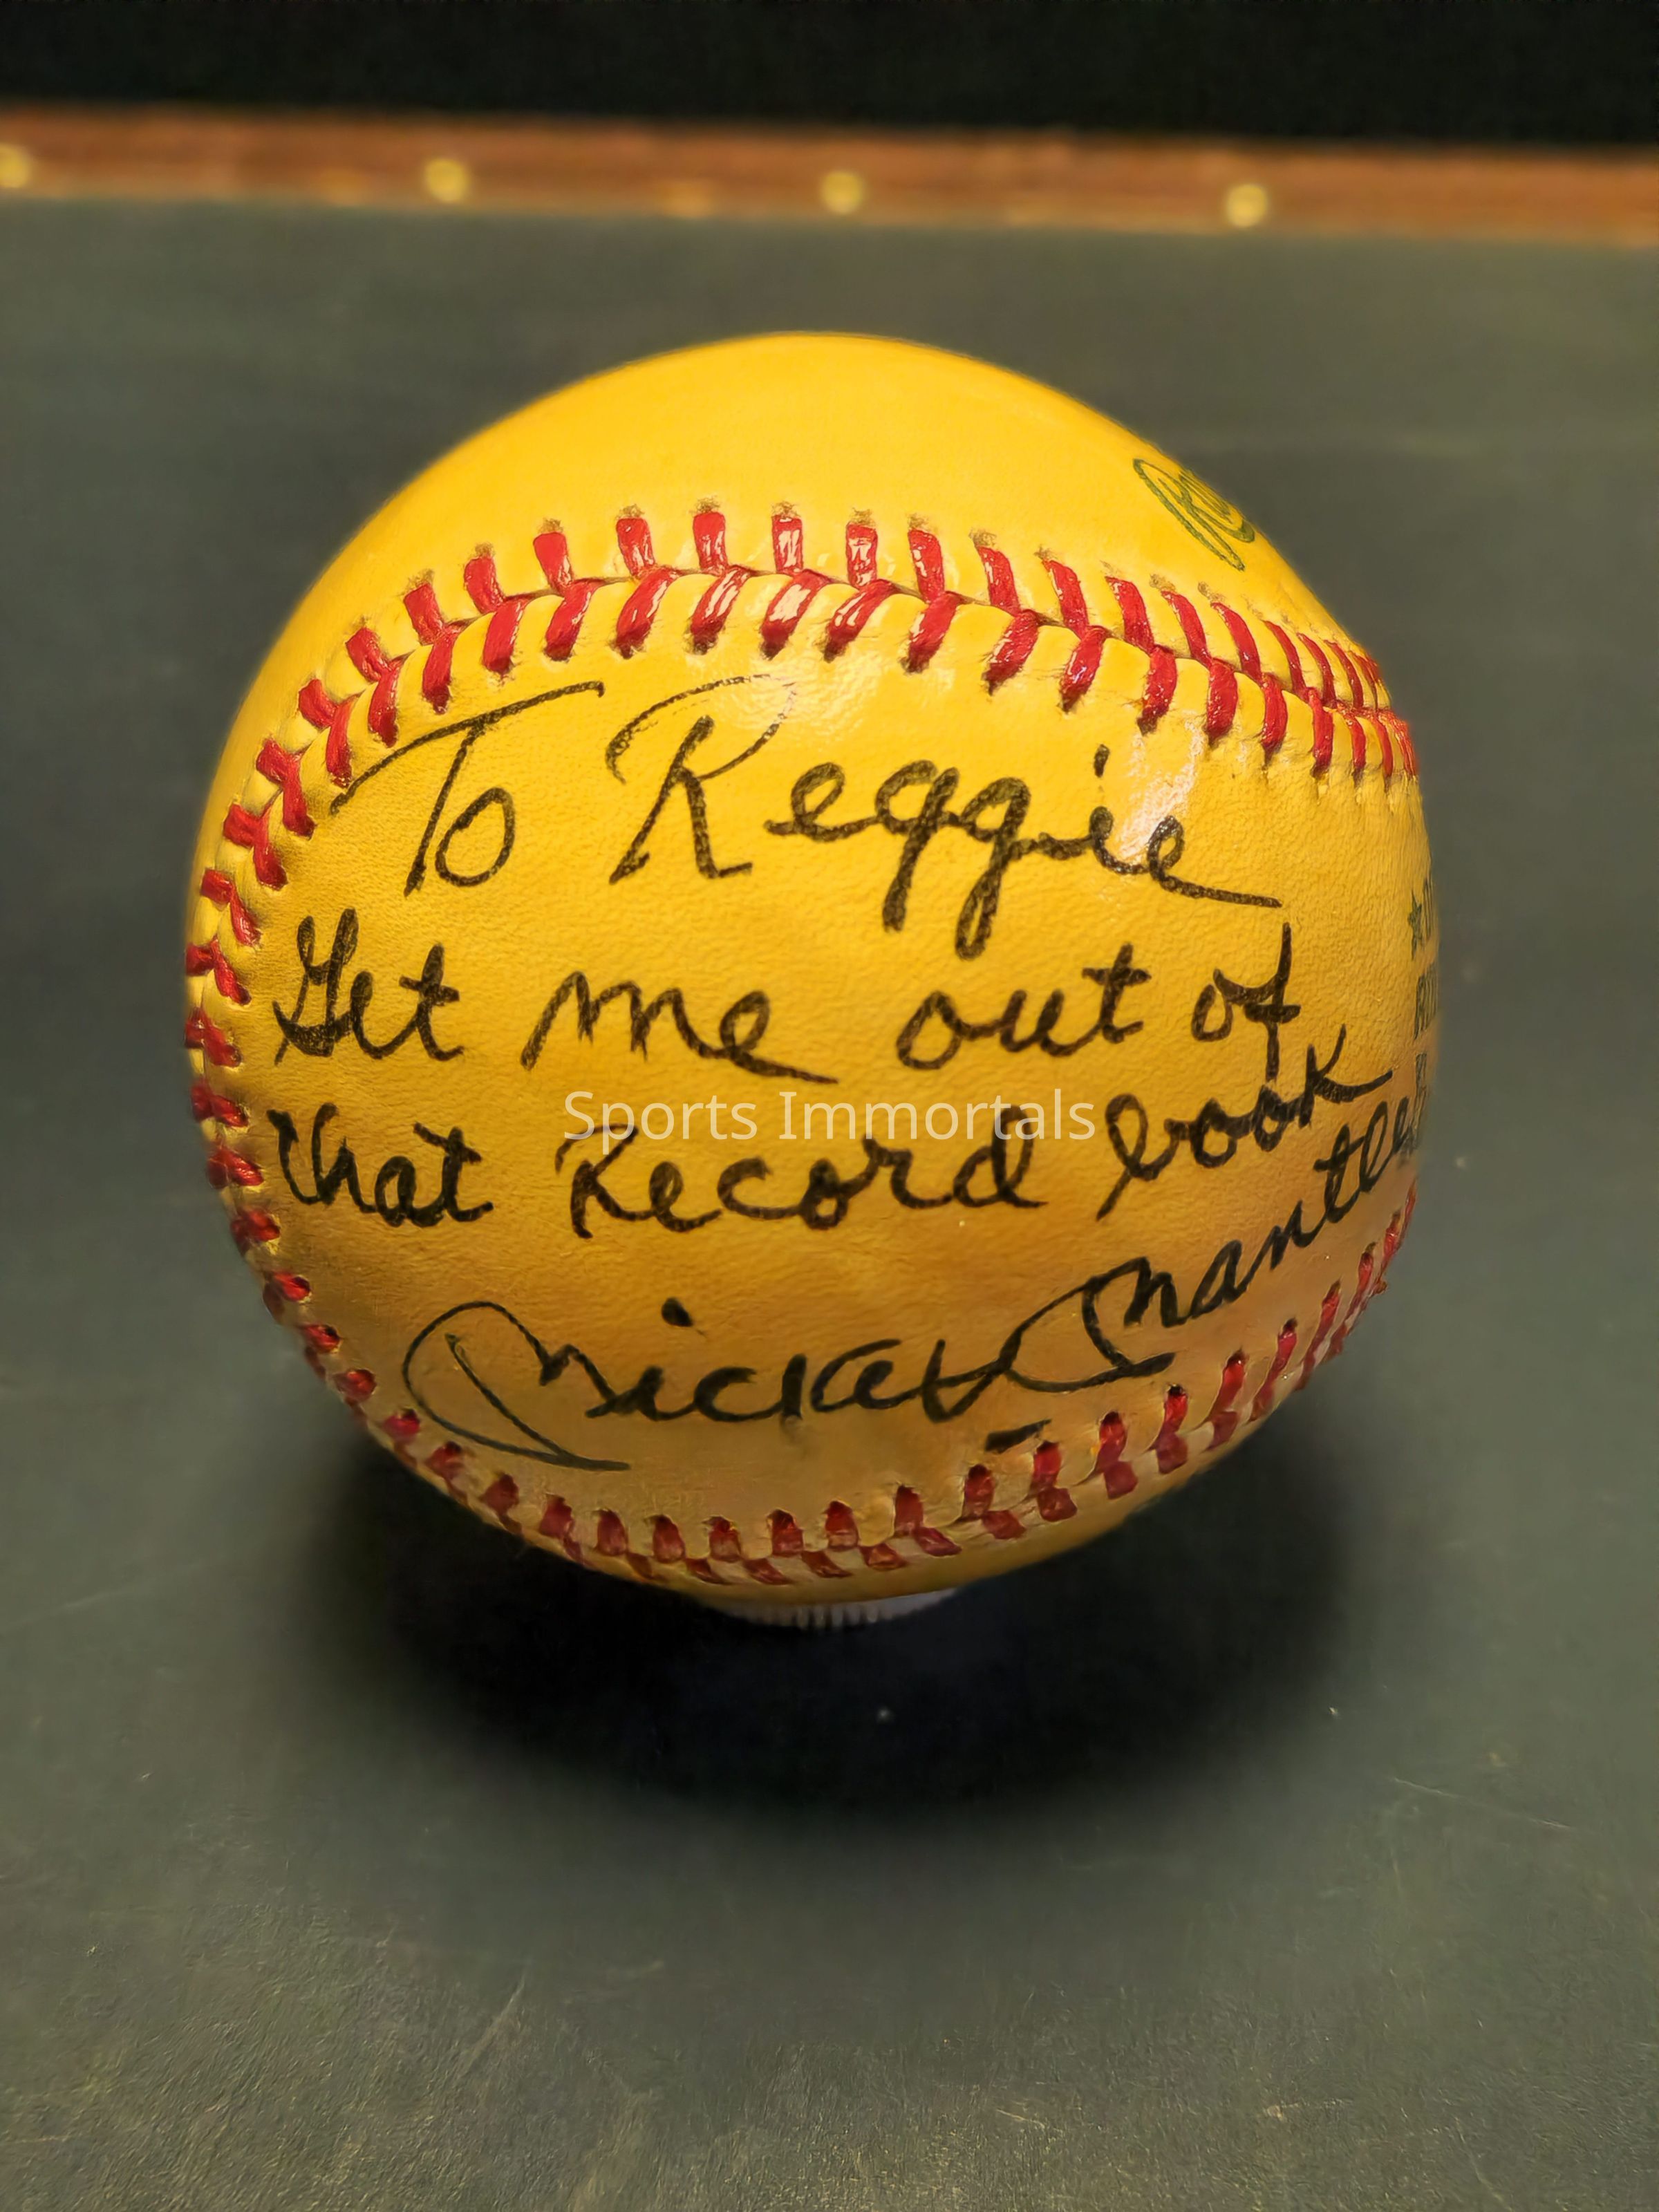 To Reggie
Get me out of
that Record book
Mickey Mantle
Sports Immortals